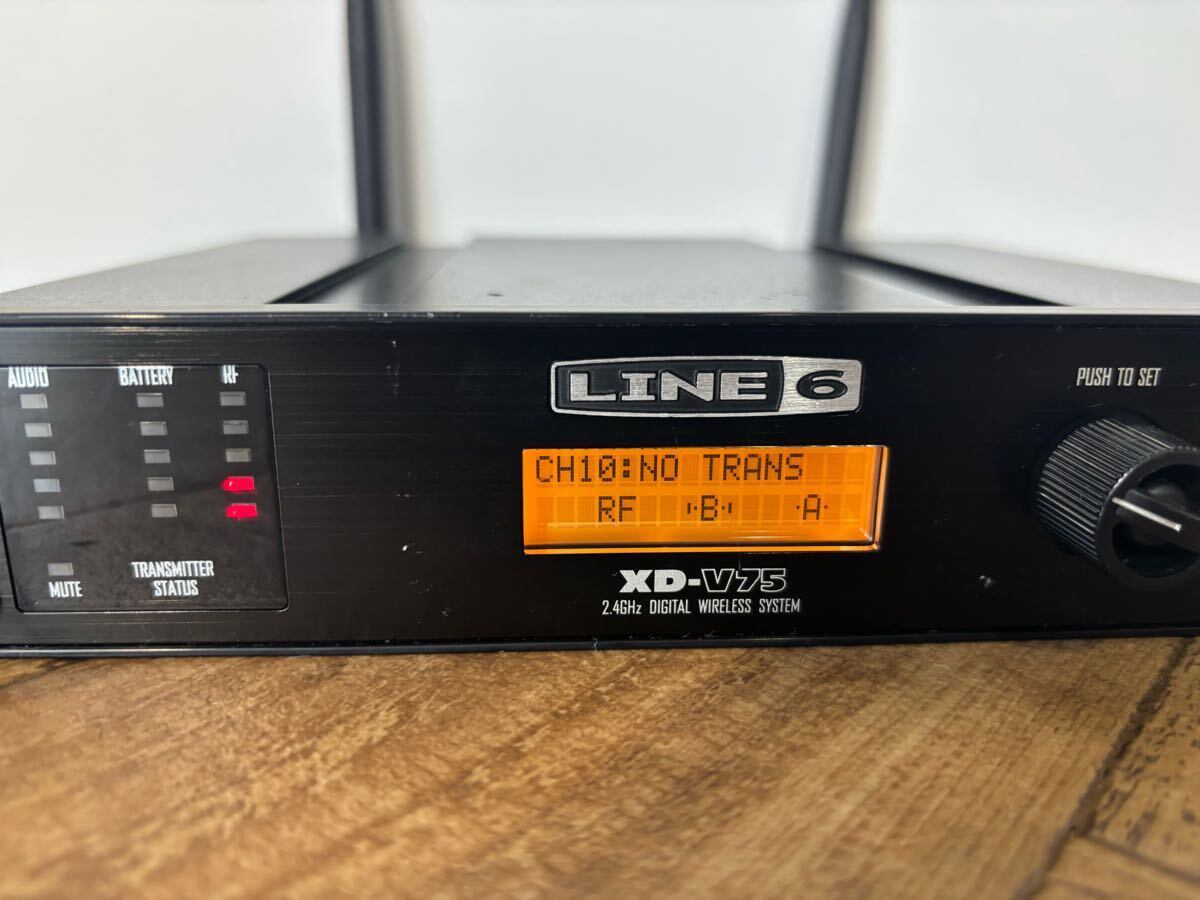 AUDIO BATTERY RF
MUTE
TRANSMITTER
STATUS
LINE 6
CH10:NO TRANS
RF B A
XD-V75
2.4GHz DIGITAL WIRELESS SYSTEM
PUSH TO SET